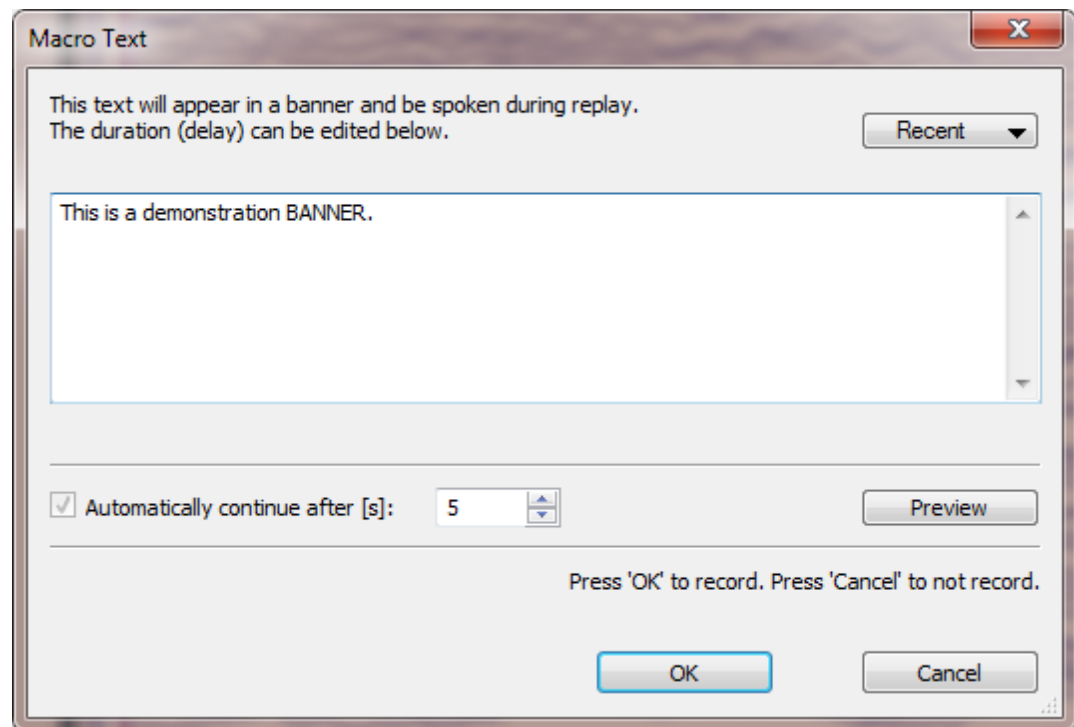 Macro Text
This text will appear in a banner and be spoken during replay.
The duration (delay) can be edited below.
Recent
This is a demonstration BANNER.
Automatically continue after [s]: 5
Preview
Press 'OK' to record. Press 'Cancel' to not record.
OK Cancel